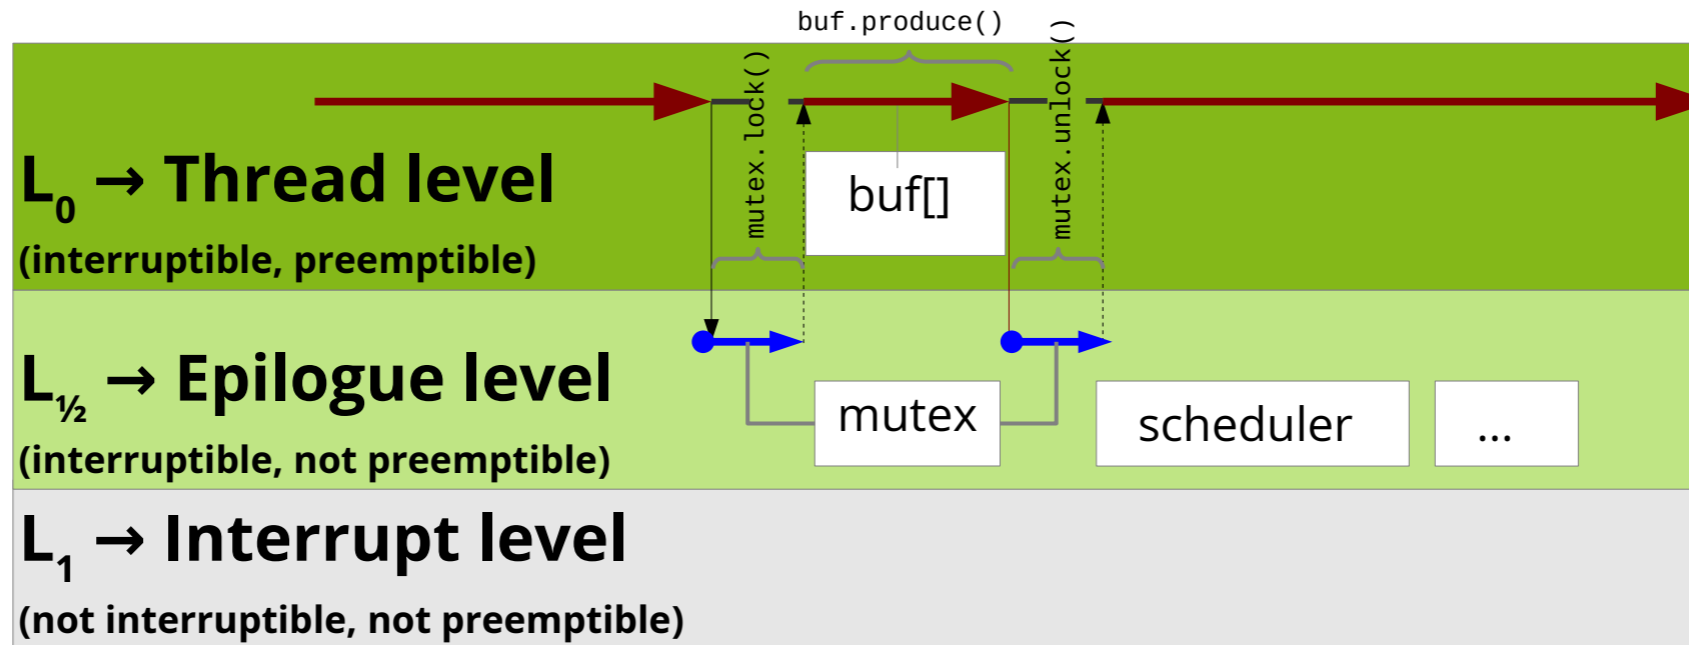 buf.produce()
mutex.lock()
mutex.unlock()
L₀ → Thread level
buf[]
(interruptible, preemptible)
L½ → Epilogue level
mutex
scheduler
...
(interruptible, not preemptible)
L₁ → Interrupt level
(not interruptible, not preemptible)